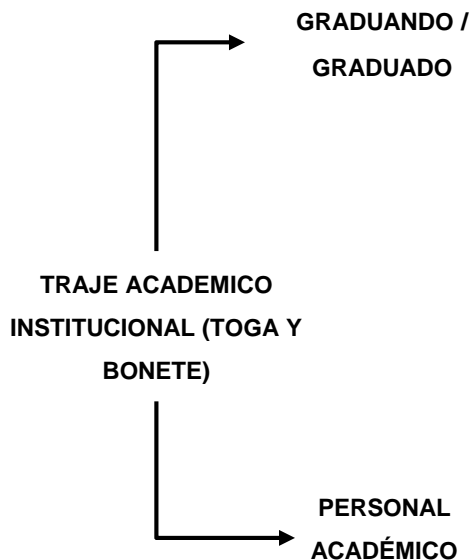 GRADUANDO /
GRADUADO
TRAJE ACADEMICO
INSTITUCIONAL (TOGA Y
BONETE)
PERSONAL
ACADÉMICO